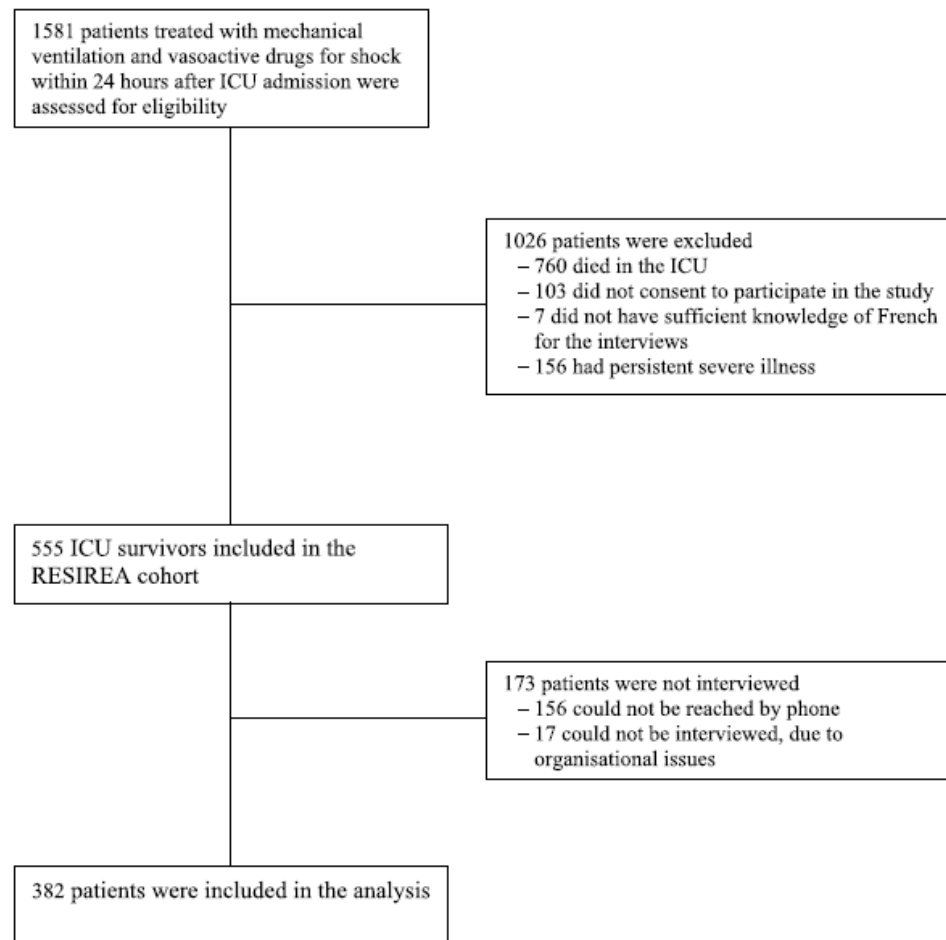 1581 patients treated with mechanical
ventilation and vasoactive drugs for shock
within 24 hours after ICU admission were
assessed for eligibility
1026 patients were excluded
– 760 died in the ICU
– 103 did not consent to participate in the study
– 7 did not have sufficient knowledge of French
for the interviews
– 156 had persistent severe illness
555 ICU survivors included in the
RESIREA cohort
173 patients were not interviewed
– 156 could not be reached by phone
– 17 could not be interviewed, due to
organisational issues
382 patients were included in the analysis